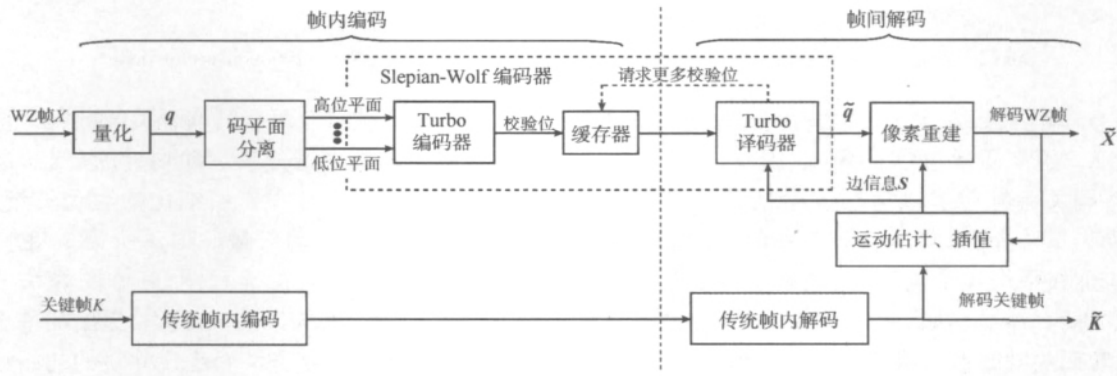 帧内编码
帧间解码
Slepian-Wolf 编码器
请求更多校验位
WZ帧X
量化
q
码平面
分离
高位平面
低位平面
Turbo
编码器
校验位
缓存器
Turbo
译码器
q̃
像素重建
解码WZ帧
X̃
边信息S
运动估计、插值
关键帧K
传统帧内编码
传统帧内解码
解码关键帧
K̃